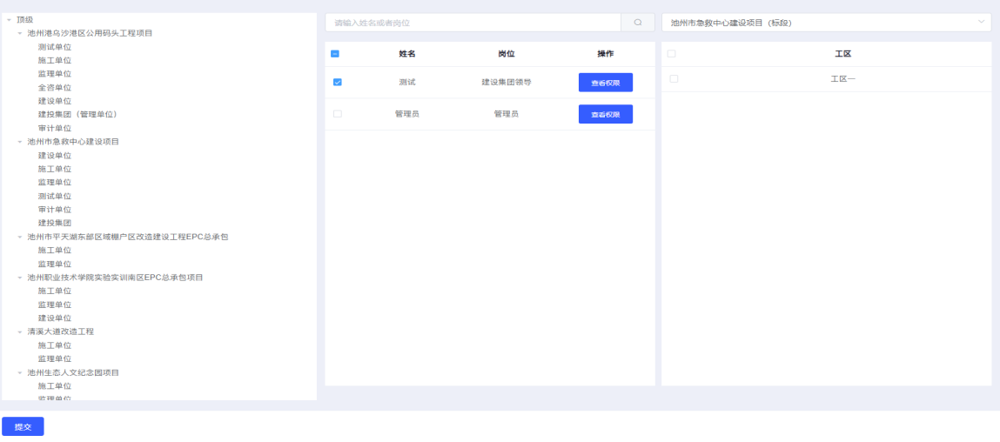 顶级
池州港乌沙港区公用码头工程项目
测试单位
施工单位
监理单位
全咨单位
建设单位
建投集团（管理单位）
审计单位
池州市急救中心建设项目
建设单位
施工单位
监理单位
测试单位
审计单位
建投集团
池州市平天湖东部区域棚户区改造建设工程EPC总承包
施工单位
监理单位
池州职业技术学院实验实训南区EPC总承包项目
施工单位
监理单位
建设单位
清溪大道改造工程
施工单位
监理单位
池州生态人文纪念园项目
施工单位
监理单位
请输入姓名或者岗位
姓名 岗位 操作
测试 建设集团领导 查看权限
管理员 管理员 查看权限
池州市急救中心建设项目（标段）
工区
工区一
提交